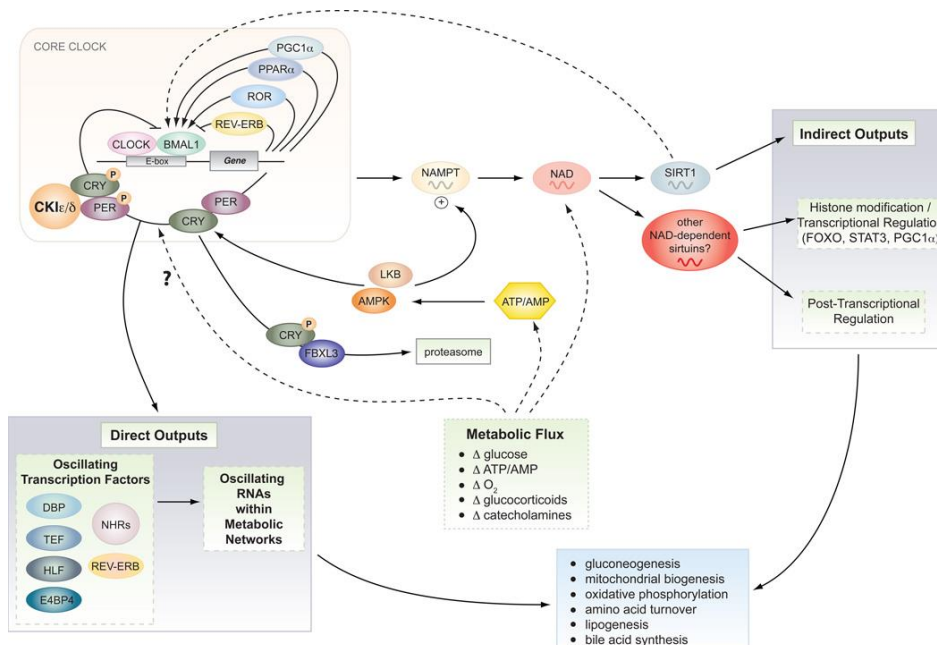 CORE CLOCK
PGC1α
PPARα
ROR
REV-ERB
CLOCK
BMAL1
E-box
Gene
P
CRY
P
CKIε/δ
PER
PER
CRY
NAMPT
+
NAD
SIRT1
other
NAD-dependent
sirtuins?
Indirect Outputs
Histone modification /
Transcriptional Regulation
(FOXO, STAT3, PGC1α)
Post-Transcriptional
Regulation
?
LKB
AMPK
ATP/AMP
P
CRY
FBXL3
proteasome
Direct Outputs
Oscillating
Transcription Factors
DBP
TEF
HLF
E4BP4
NHRs
REV-ERB
Oscillating
RNAs
within
Metabolic
Networks
Metabolic Flux
• Δ glucose
• Δ ATP/AMP
• Δ O₂
• Δ glucocorticoids
• Δ catecholamines
• gluconeogenesis
• mitochondrial biogenesis
• oxidative phosphorylation
• amino acid turnover
• lipogenesis
• bile acid synthesis